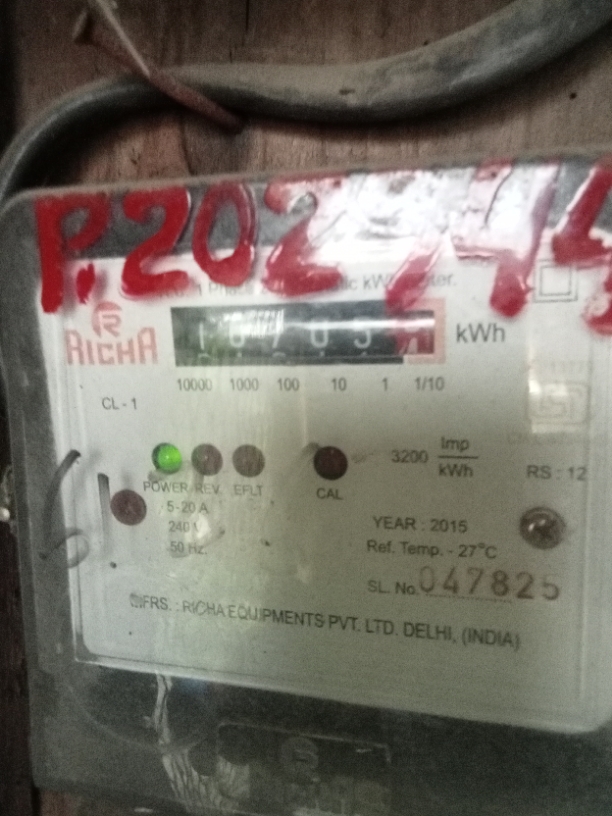 P.202
RICHA
kWh
10000 1000 100 10 1 1/10
CL - 1
3200 Imp
kWh
RS : 12
POWER REV. EFLT CAL
5-20 A
240 V
50 Hz.
YEAR : 2015
Ref. Temp. - 27°C
SL. No. 047825
MFRS. : RICHA EQUIPMENTS PVT. LTD. DELHI, (INDIA)